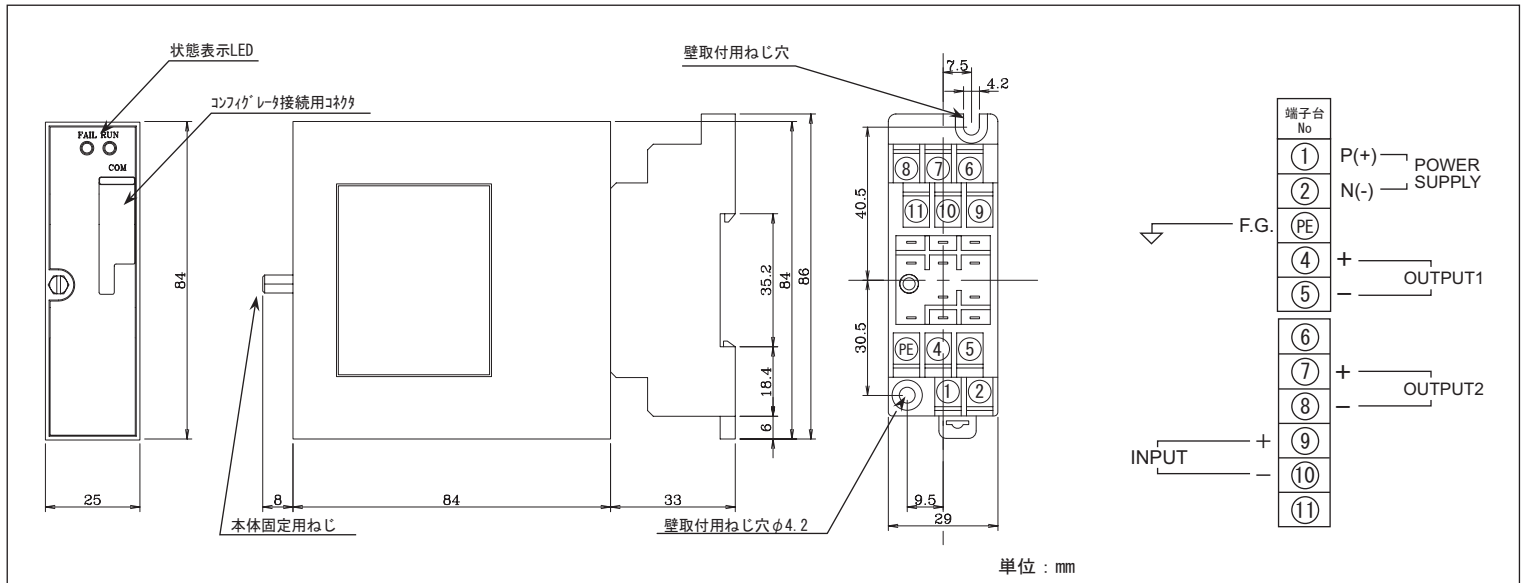 状態表示LED
コンフィグレータ接続用コネクタ
FAIL RUN
COM
84
25
8
84
33
本体固定用ねじ
35.2
84
86
18.4
6
壁取付用ねじ穴
7.5
4.2
40.5
30.5
⑧ ⑦ ⑥
⑪ ⑩ ⑨
PE ④ ⑤
① ②
9.5
29
壁取付用ねじ穴φ4.2
単位：mm
端子台
No
① P(+)
POWER
SUPPLY
② N(-)
F.G. PE
④ +
OUTPUT1
⑤ −
⑥
⑦ +
OUTPUT2
⑧ −
INPUT
+ ⑨
− ⑩
⑪